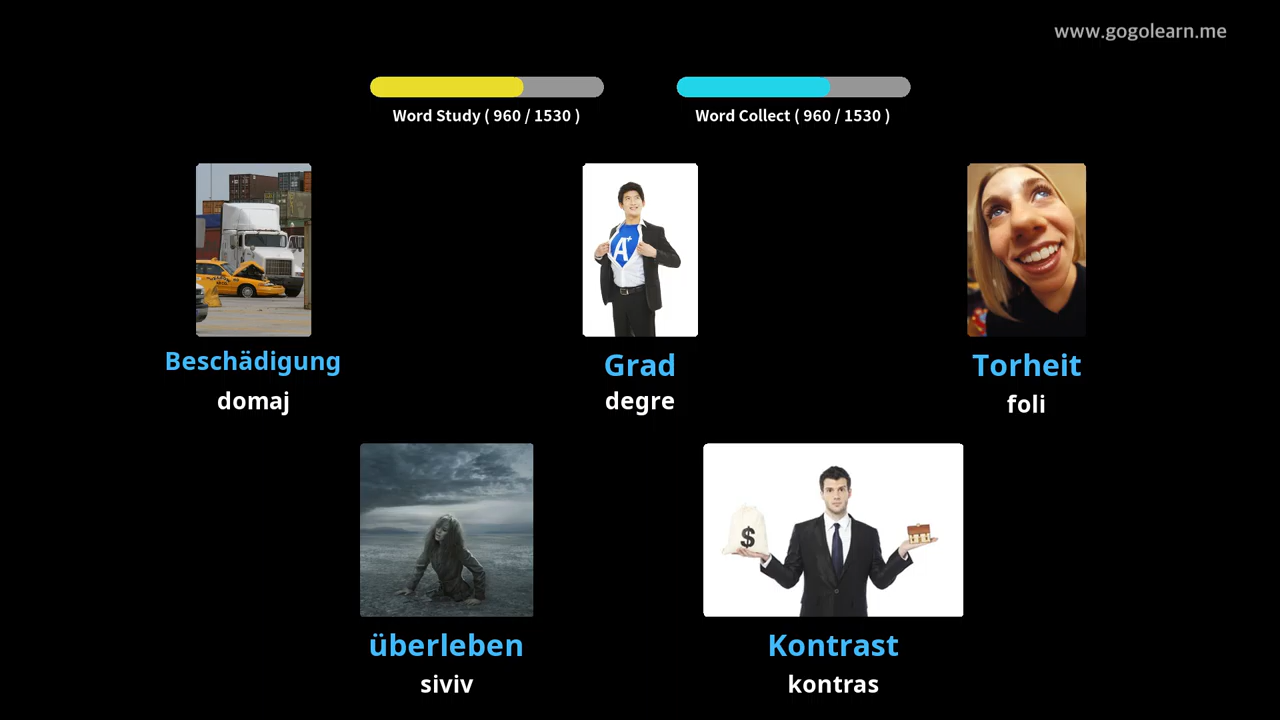 www.gogolearn.me
Word Study ( 960 / 1530 )
Word Collect ( 960 / 1530 )
A+
Beschädigung
domaj
Grad
degre
Torheit
foli
$
überleben
siviv
Kontrast
kontras